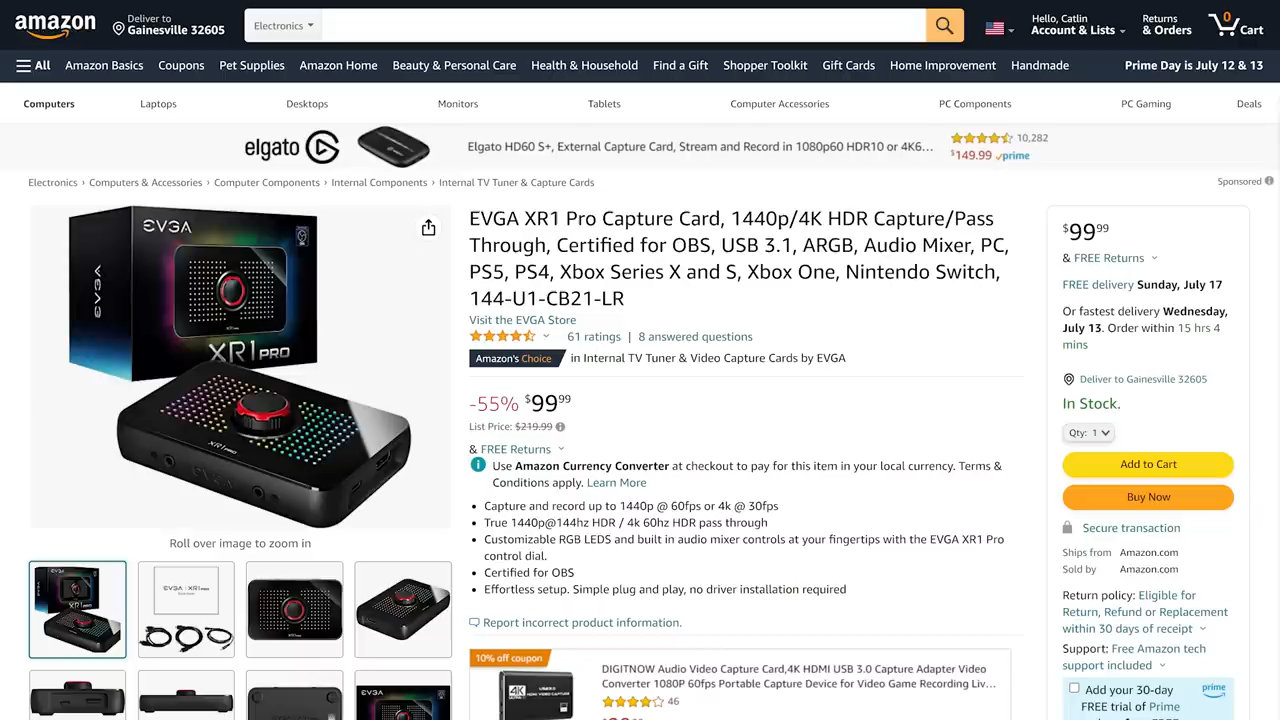 amazon
Deliver to
Gainesville 32605
Electronics
Hello, Catlin
Account & Lists
Returns
& Orders
0
Cart
All
Amazon Basics
Coupons
Pet Supplies
Amazon Home
Beauty & Personal Care
Health & Household
Find a Gift
Shopper Toolkit
Gift Cards
Home Improvement
Handmade
Prime Day is July 12 & 13
Computers
Laptops
Desktops
Monitors
Tablets
Computer Accessories
PC Components
PC Gaming
Deals
elgato
Elgato HD60 S+, External Capture Card, Stream and Record in 1080p60 HDR10 or 4K6...
10,282
$149.99 prime
Electronics › Computers & Accessories › Computer Components › Internal Components › Internal TV Tuner & Capture Cards
Sponsored
EVGA
EVGA
XR1 PRO
XR1 PRO
EVGA
Roll over image to zoom in
EVGA XR1 Pro Capture Card, 1440p/4K HDR Capture/Pass
Through, Certified for OBS, USB 3.1, ARGB, Audio Mixer, PC,
PS5, PS4, Xbox Series X and S, Xbox One, Nintendo Switch,
144-U1-CB21-LR
Visit the EVGA Store
61 ratings | 8 answered questions
Amazon's Choice in Internal TV Tuner & Video Capture Cards by EVGA
-55% $9999
List Price: $219.99
& FREE Returns
Use Amazon Currency Converter at checkout to pay for this item in your local currency. Terms &
Conditions apply. Learn More
• Capture and record up to 1440p @ 60fps or 4k @ 30fps
• True 1440p@144hz HDR / 4k 60hz HDR pass through
• Customizable RGB LEDS and built in audio mixer controls at your fingertips with the EVGA XR1 Pro
control dial.
• Certified for OBS
• Effortless setup. Simple plug and play, no driver installation required
Report incorrect product information.
10% off coupon
DIGITNOW Audio Video Capture Card,4K HDMI USB 3.0 Capture Adapter Video
Converter 1080P 60fps Portable Capture Device for Video Game Recording Liv...
46
4K
$9999
& FREE Returns
FREE delivery Sunday, July 17
Or fastest delivery Wednesday,
July 13. Order within 15 hrs 4
mins
Deliver to Gainesville 32605
In Stock.
Qty: 1
Add to Cart
Buy Now
Secure transaction
Ships from Amazon.com
Sold by Amazon.com
Return policy: Eligible for
Return, Refund or Replacement
within 30 days of receipt
Support: Free Amazon tech
support included
Add your 30-day
FREE trial of Prime
prime